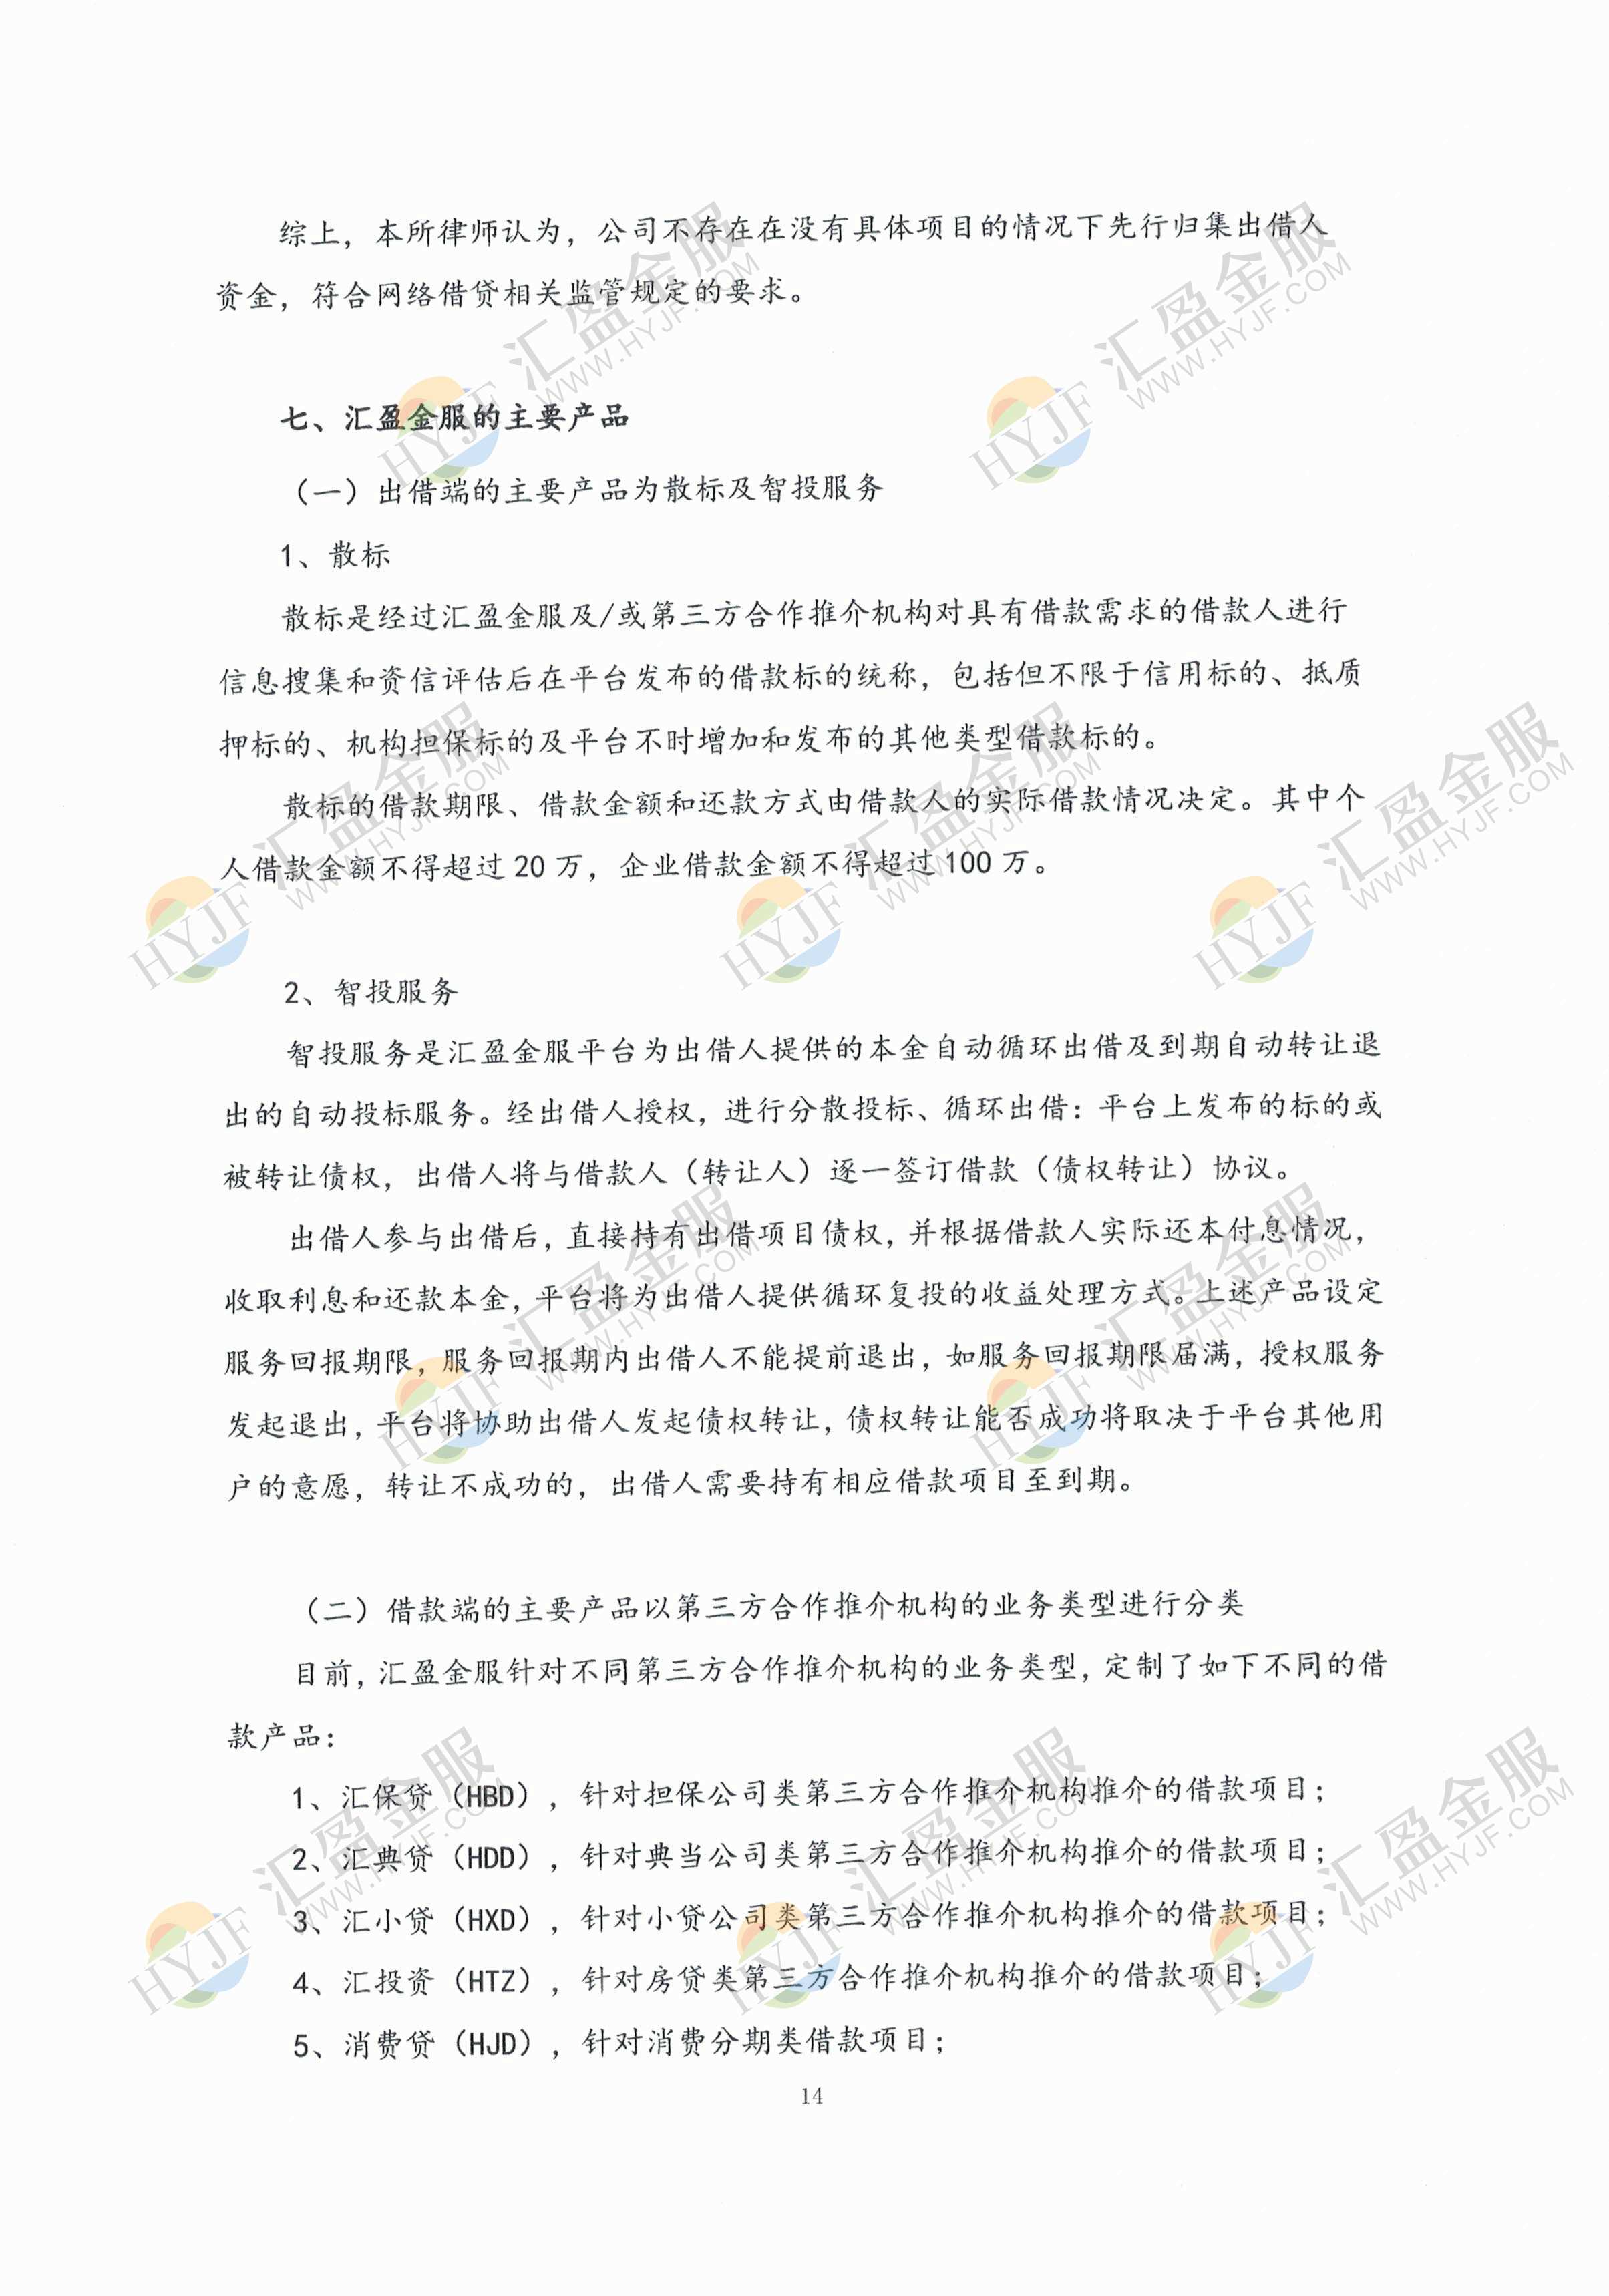 综上，本所律师认为，公司不存在在没有具体项目的情况下先行归集出借人
资金，符合网络借贷相关监管规定的要求。
七、汇盈金服的主要产品
（一）出借端的主要产品为散标及智投服务
1、散标
散标是经过汇盈金服及/或第三方合作推介机构对具有借款需求的借款人进行
信息搜集和资信评估后在平台发布的借款标的统称，包括但不限于信用标的、抵质
押标的、机构担保标的及平台不时增加和发布的其他类型借款标的。
散标的借款期限、借款金额和还款方式由借款人的实际借款情况决定。其中个
人借款金额不得超过 20 万，企业借款金额不得超过 100 万。
2、智投服务
智投服务是汇盈金服平台为出借人提供的本金自动循环出借及到期自动转让退
出的自动投标服务。经出借人授权，进行分散投标、循环出借：平台上发布的标的或
被转让债权，出借人将与借款人（转让人）逐一签订借款（债权转让）协议。
出借人参与出借后，直接持有出借项目债权，并根据借款人实际还本付息情况，
收取利息和还款本金，平台将为出借人提供循环复投的收益处理方式。上述产品设定
服务回报期限，服务回报期内出借人不能提前退出，如服务回报期限届满，授权服务
发起退出，平台将协助出借人发起债权转让，债权转让能否成功将取决于平台其他用
户的意愿，转让不成功的，出借人需要持有相应借款项目至到期。
（二）借款端的主要产品以第三方合作推介机构的业务类型进行分类
目前，汇盈金服针对不同第三方合作推介机构的业务类型，定制了如下不同的借
款产品：
1、汇保贷（HBD），针对担保公司类第三方合作推介机构推介的借款项目；
2、汇典贷（HDD），针对典当公司类第三方合作推介机构推介的借款项目；
3、汇小贷（HXD），针对小贷公司类第三方合作推介机构推介的借款项目；
4、汇投资（HTZ），针对房贷类第三方合作推介机构推介的借款项目；
5、消费贷（HJD），针对消费分期类借款项目；
14
HYJF 汇盈金服
WWW.HYJF.COM